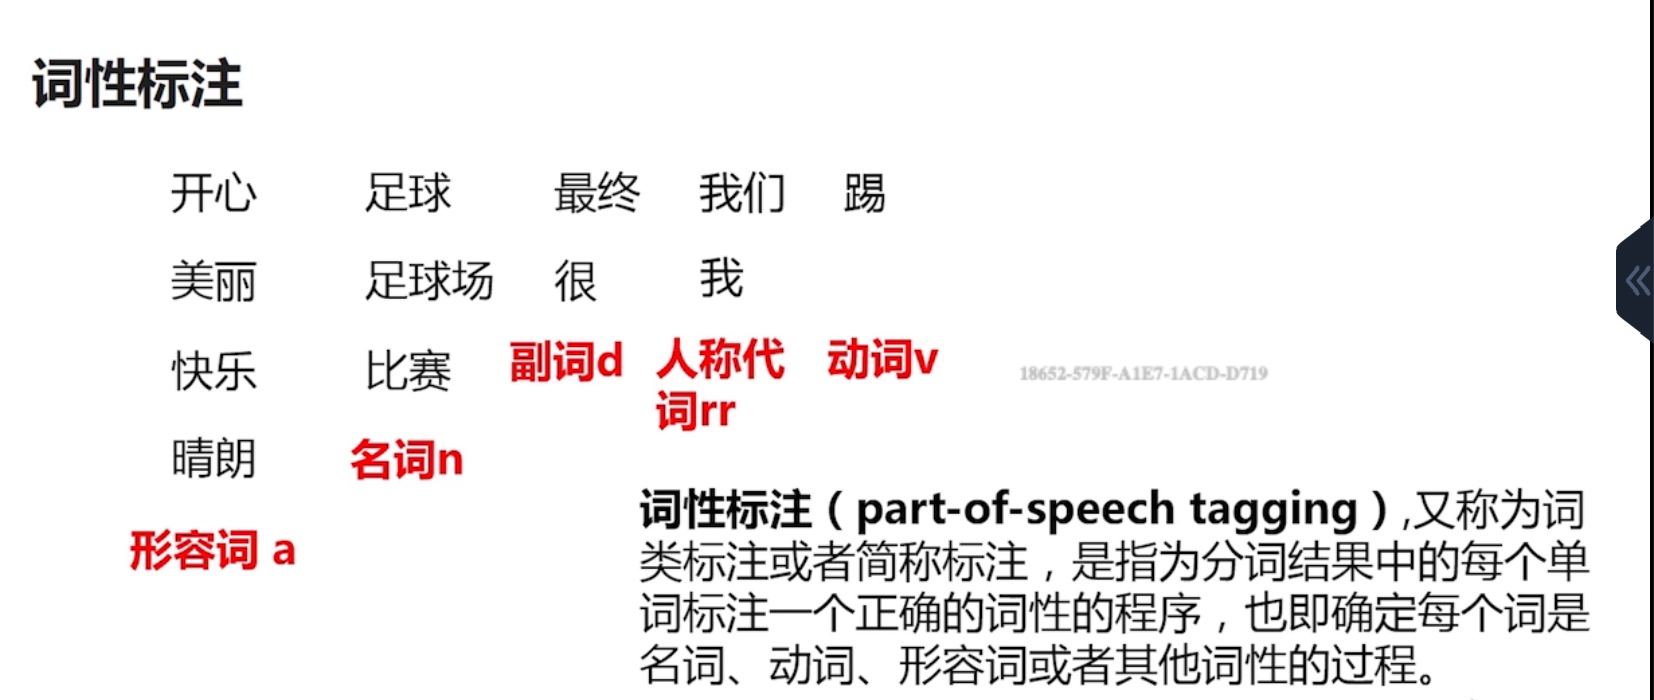 词性标注
开心 足球 最终 我们 踢
美丽 足球场 很 我
快乐 比赛 副词d 人称代 动词v
18652-579F-A1E7-1ACD-D719
词rr
晴朗 名词n
形容词 a
词性标注（part-of-speech tagging）,又称为词
类标注或者简称标注，是指为分词结果中的每个单
词标注一个正确的词性的程序，也即确定每个词是
名词、动词、形容词或者其他词性的过程。